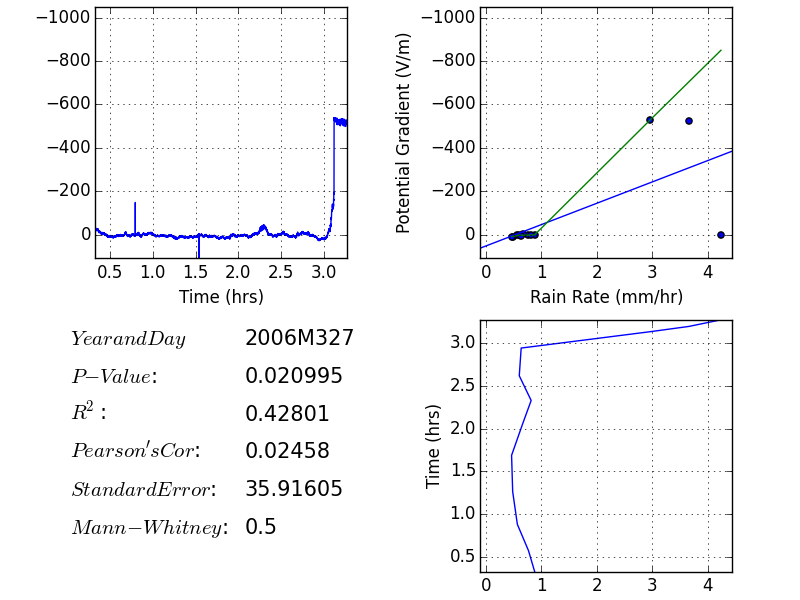 −1000
−800
−600
−400
−200
0
0.5 1.0 1.5 2.0 2.5 3.0
Time (hrs)
Potential Gradient (V/m)
−1000
−800
−600
−400
−200
0
0 1 2 3 4
Rain Rate (mm/hr)
YearandDay 2006M327
P−Value: 0.020995
R²: 0.42801
Pearson′sCor: 0.02458
StandardError: 35.91605
Mann−Whitney: 0.5
Time (hrs)
3.0
2.5
2.0
1.5
1.0
0.5
0 1 2 3 4